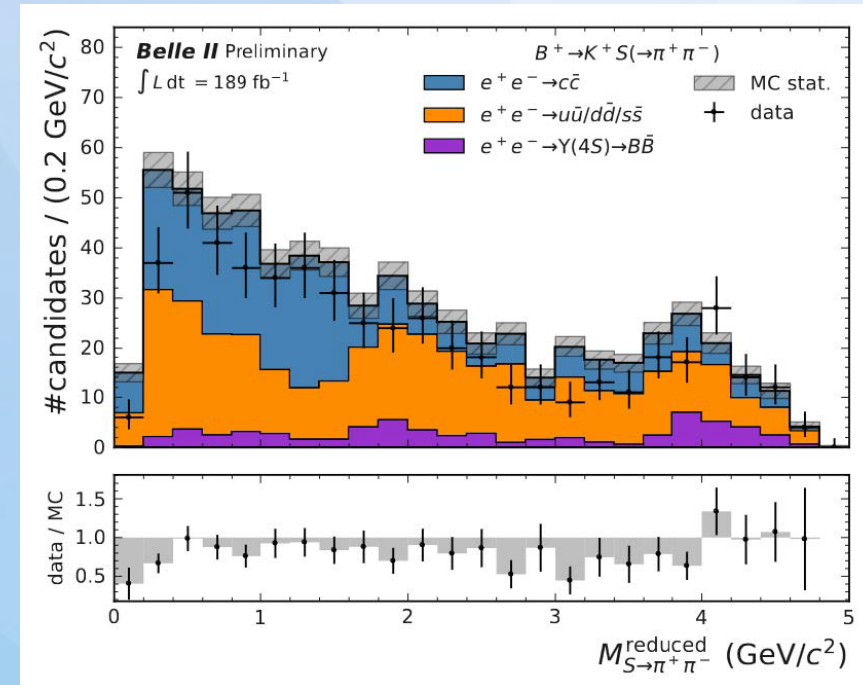 Belle II Preliminary
∫L dt = 189 fb⁻¹
B⁺→K⁺S(→π⁺π⁻)
e⁺e⁻→cc̄
e⁺e⁻→uū/dd̄/ss̄
e⁺e⁻→Υ(4S)→BB̄
MC stat.
data
#candidates / (0.2 GeV/c²)
80
70
60
50
40
30
20
10
0
data / MC
1.5
1.0
0.5
0 1 2 3 4 5
M^reduced_S→π⁺π⁻ (GeV/c²)